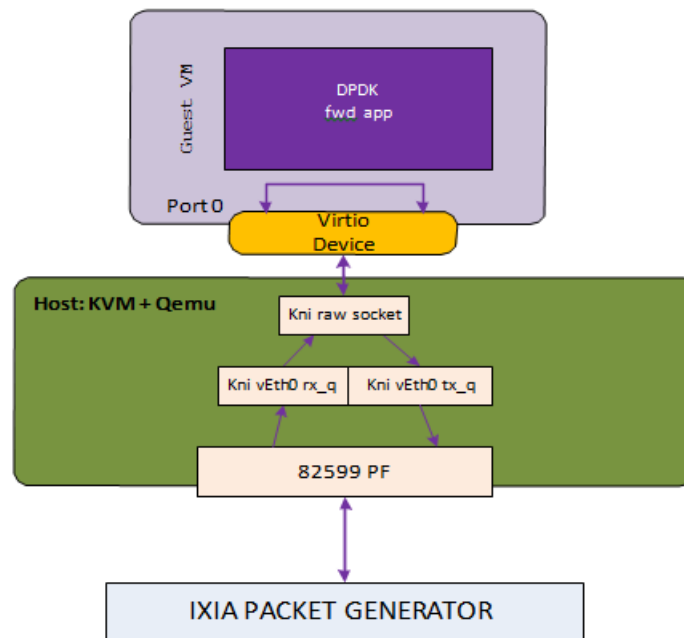 Guest VM
DPDK
fwd app
Port 0
Virtio
Device
Host: KVM + Qemu
Kni raw socket
Kni vEth0 rx_q
Kni vEth0 tx_q
82599 PF
IXIA PACKET GENERATOR